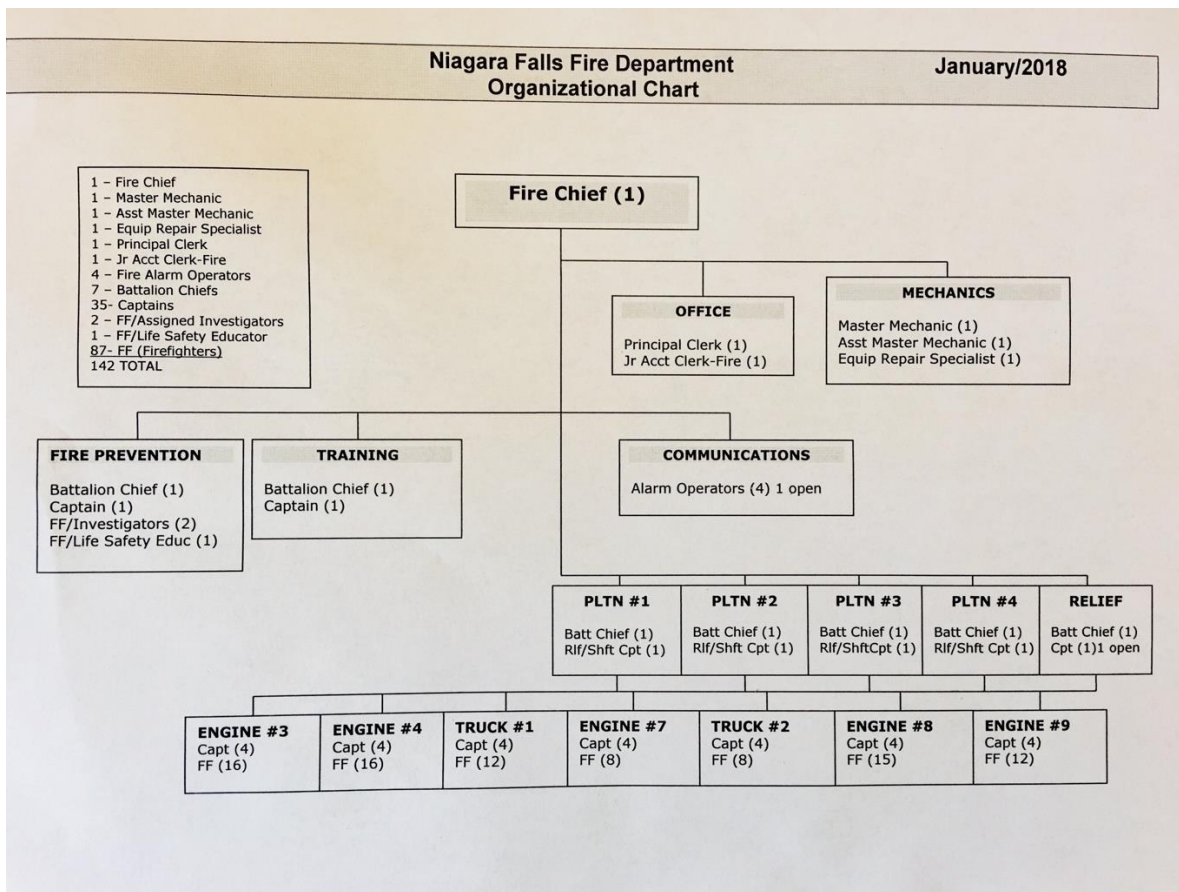 Niagara Falls Fire Department
Organizational Chart
January/2018
1 – Fire Chief
1 – Master Mechanic
1 – Asst Master Mechanic
1 – Equip Repair Specialist
1 – Principal Clerk
1 – Jr Acct Clerk-Fire
4 – Fire Alarm Operators
7 – Battalion Chiefs
35- Captains
2 – FF/Assigned Investigators
1 – FF/Life Safety Educator
87- FF (Firefighters)
142 TOTAL
Fire Chief (1)
OFFICE
Principal Clerk (1)
Jr Acct Clerk-Fire (1)
MECHANICS
Master Mechanic (1)
Asst Master Mechanic (1)
Equip Repair Specialist (1)
FIRE PREVENTION
Battalion Chief (1)
Captain (1)
FF/Investigators (2)
FF/Life Safety Educ (1)
TRAINING
Battalion Chief (1)
Captain (1)
COMMUNICATIONS
Alarm Operators (4) 1 open
PLTN #1
Batt Chief (1)
Rlf/Shft Cpt (1)
PLTN #2
Batt Chief (1)
Rlf/Shft Cpt (1)
PLTN #3
Batt Chief (1)
Rlf/ShftCpt (1)
PLTN #4
Batt Chief (1)
Rlf/Shft Cpt (1)
RELIEF
Batt Chief (1)
Cpt (1)1 open
ENGINE #3
Capt (4)
FF (16)
ENGINE #4
Capt (4)
FF (16)
TRUCK #1
Capt (4)
FF (12)
ENGINE #7
Capt (4)
FF (8)
TRUCK #2
Capt (4)
FF (8)
ENGINE #8
Capt (4)
FF (15)
ENGINE #9
Capt (4)
FF (12)